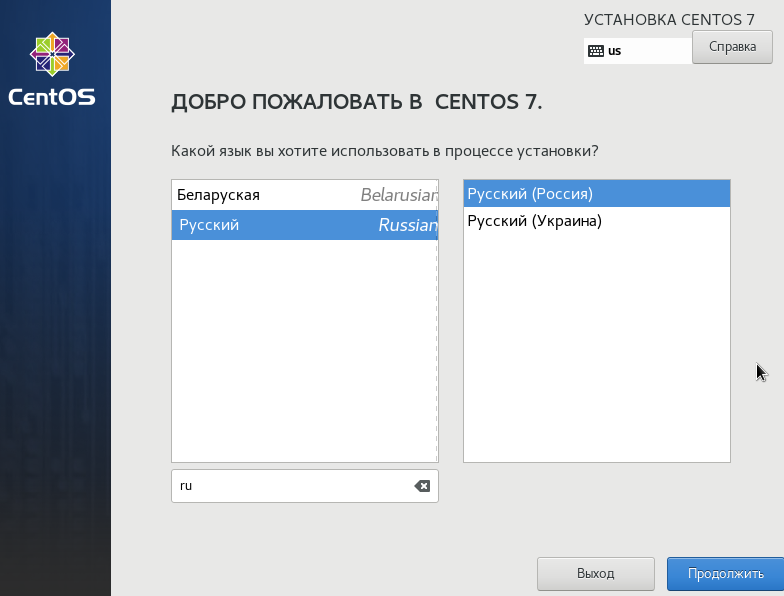 УСТАНОВКА CENTOS 7
us
Справка
CentOS
ДОБРО ПОЖАЛОВАТЬ В CENTOS 7.
Какой язык вы хотите использовать в процессе установки?
Беларуская Belarusian
Русский Russian
Русский (Россия)
Русский (Украина)
ru
Выход
Продолжить